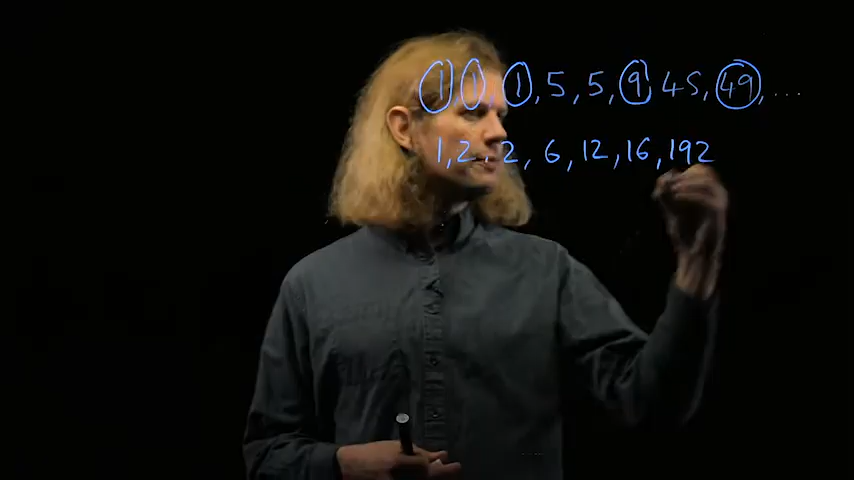 1, 1, 1, 5, 5, 9, 45, 49, ...
1, 2, 2, 6, 12, 16, 192